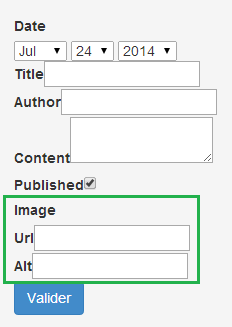 Date
Jul 24 2014
Title
Author
Content
Published
Image
Url
Alt
Valider